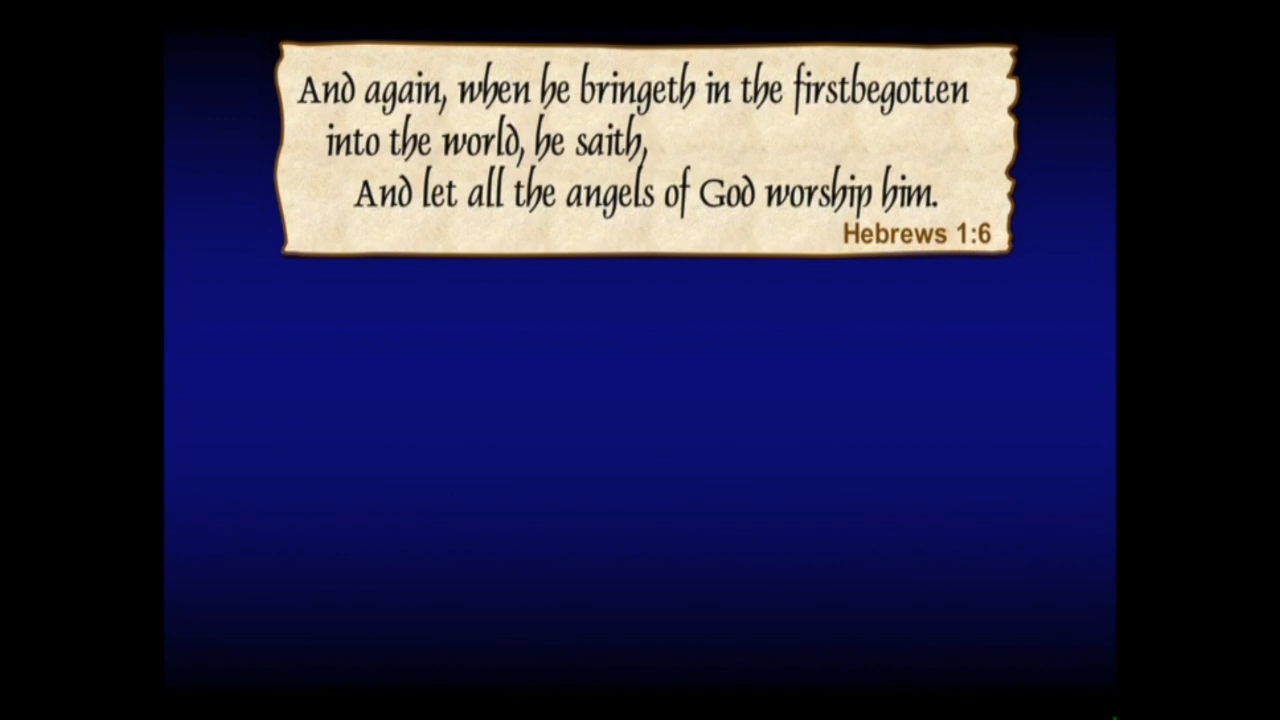 And again, when he bringeth in the firstbegotten
into the world, he saith,
And let all the angels of God worship him.
Hebrews 1:6